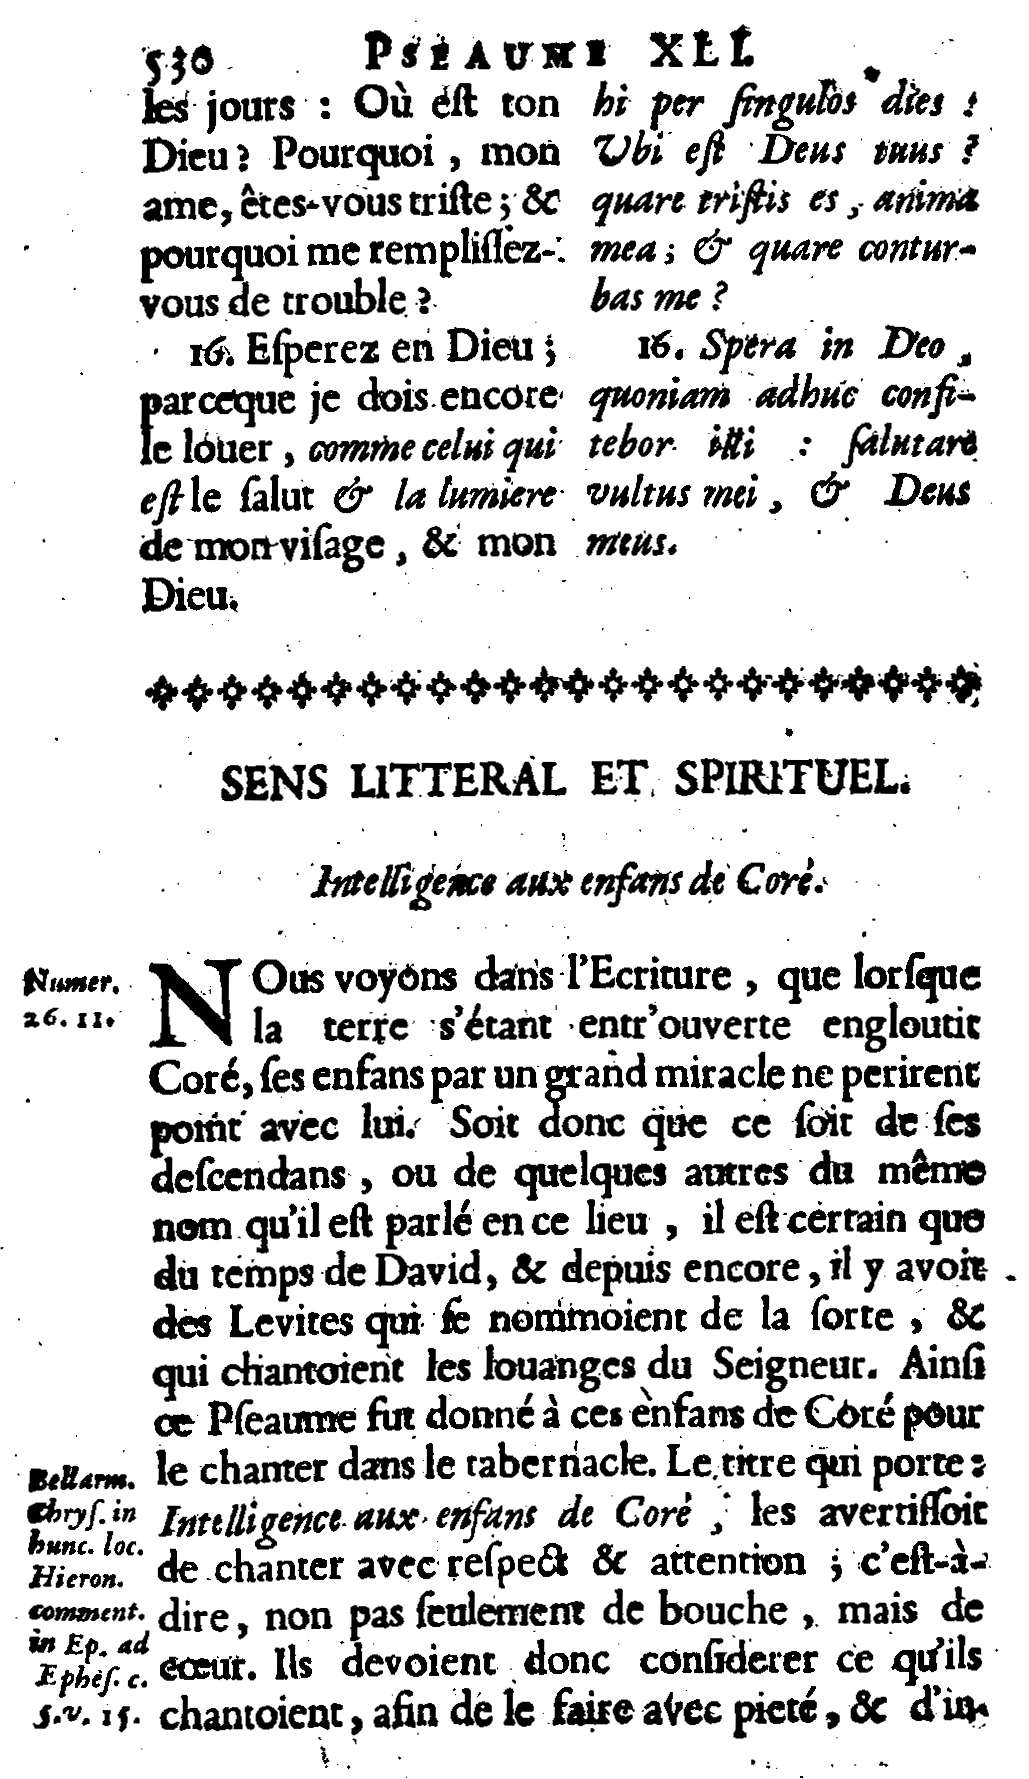 530 PSEAUME XLI.
les jours : Où eſt ton
Dieu ? Pourquoi , mon
ame, êtes-vous triſte ; &
pourquoi me rempliſſez-
vous de trouble ?
16. Eſperez en Dieu ;
parceque je dois encore
le louer , comme celui qui
eſt le ſalut & la lumiere
de mon viſage , & mon
Dieu.
hi per ſingulos dies :
Ubi eſt Deus tuus ?
quare triſtis es , anima
mea ; & quare contur-
bas me ?
16. Spera in Deo ,
quoniam adhuc confi-
tebor illi : ſalutare
vultus mei , & Deus
meus.
SENS LITTERAL ET SPIRITUEL.
Intelligence aux enfans de Coré.
Numer.
26. 11.
NOus voyons dans l'Ecriture , que lorſque
la terre s'étant entr'ouverte engloutit
Coré, ſes enfans par un grand miracle ne perirent
point avec lui. Soit donc que ce ſoit de ſes
deſcendans , ou de quelques autres du même
nom qu'il eſt parlé en ce lieu , il eſt certain que
du temps de David, & depuis encore, il y avoit
des Levites qui ſe nommoient de la ſorte , &
qui chantoient les louanges du Seigneur. Ainſi
ce Pſeaume fut donné à ces enfans de Coré pour
le chanter dans le tabernacle. Le titre qui porte :
Intelligence aux enfans de Coré , les avertiſſoit
de chanter avec reſpect & attention ; c'eſt-à-
dire , non pas ſeulement de bouche , mais de
cœur. Ils devoient donc conſiderer ce qu'ils
chantoient, afin de le faire avec pieté, & d'in-
Bellarm.
Chryſ. in
hunc. loc.
Hieron.
comment.
in Ep. ad
Epheſ. c.
5. v. 15.